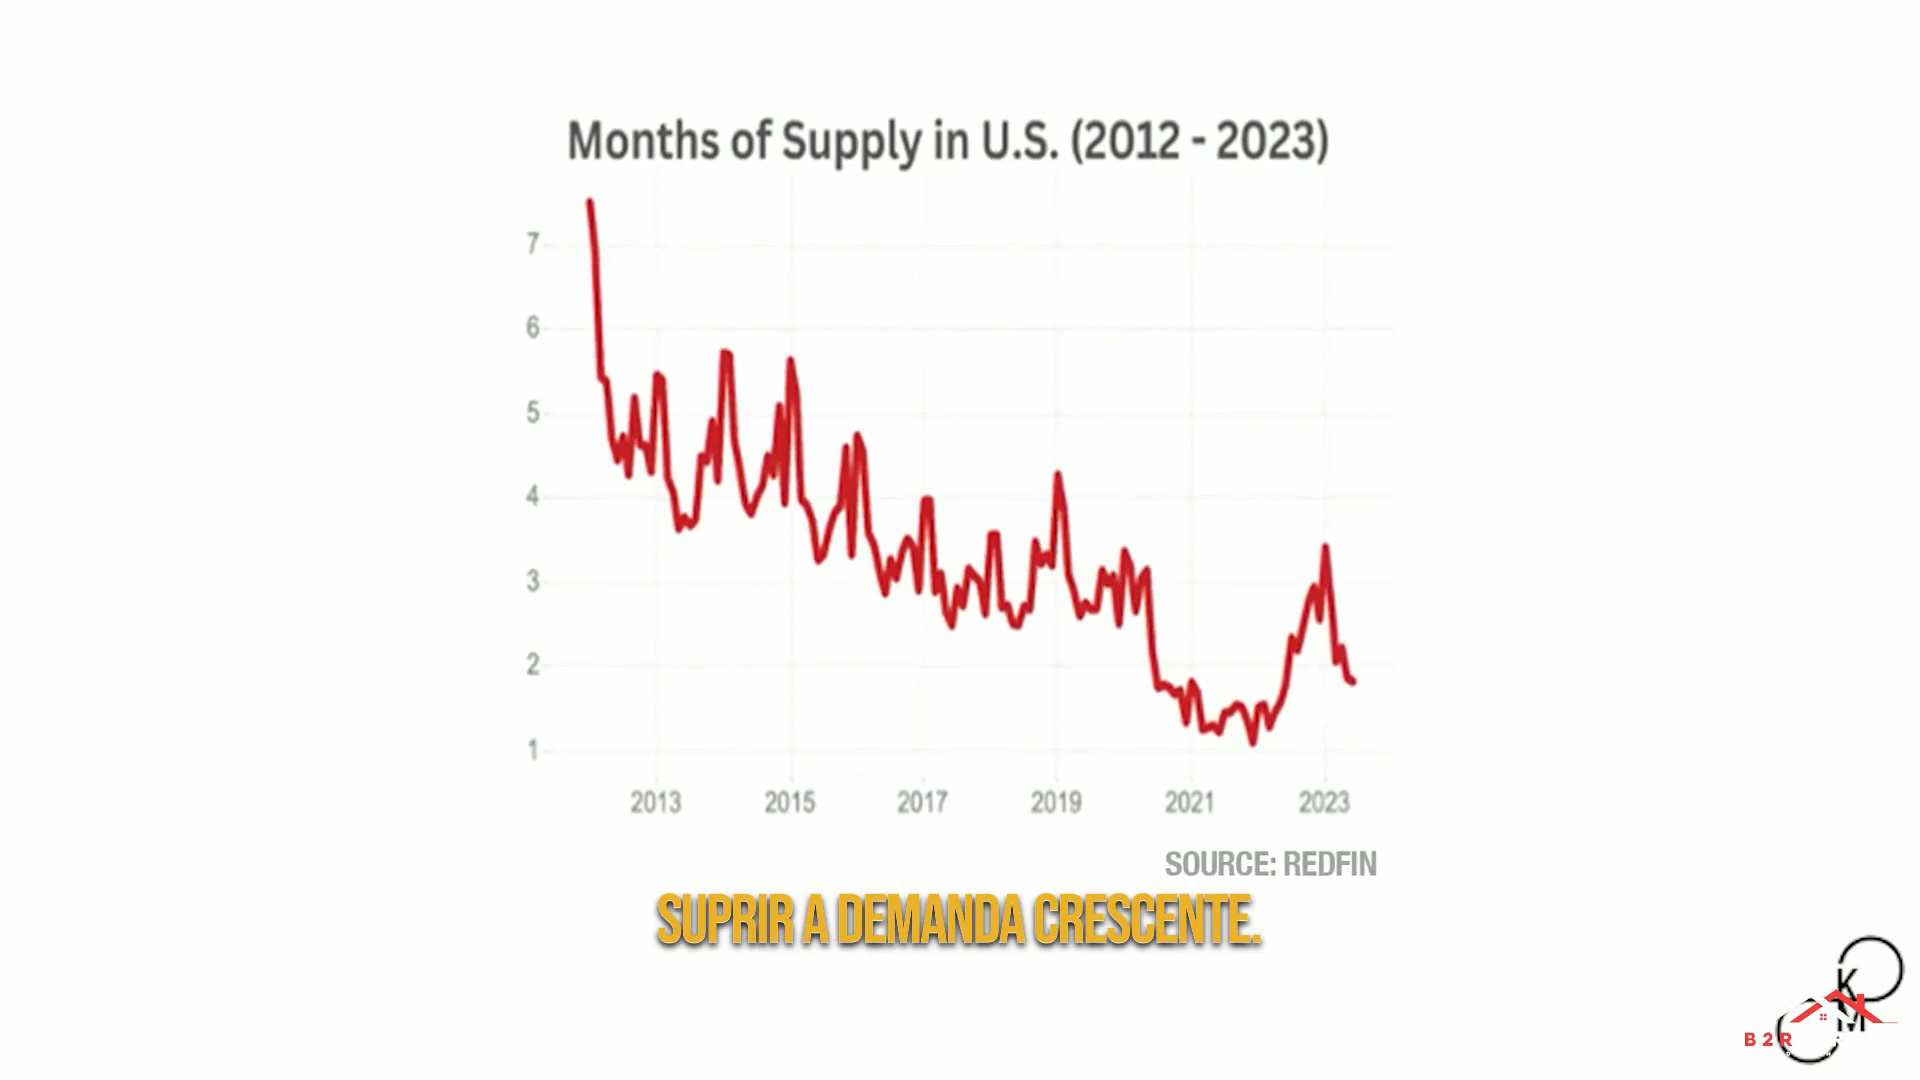 Months of Supply in U.S. (2012 - 2023)
7
6
5
4
3
2
1
2013 2015 2017 2019 2021 2023
SOURCE: REDFIN
SUPRIR A DEMANDA CRESCENTE.
K
M
B2R